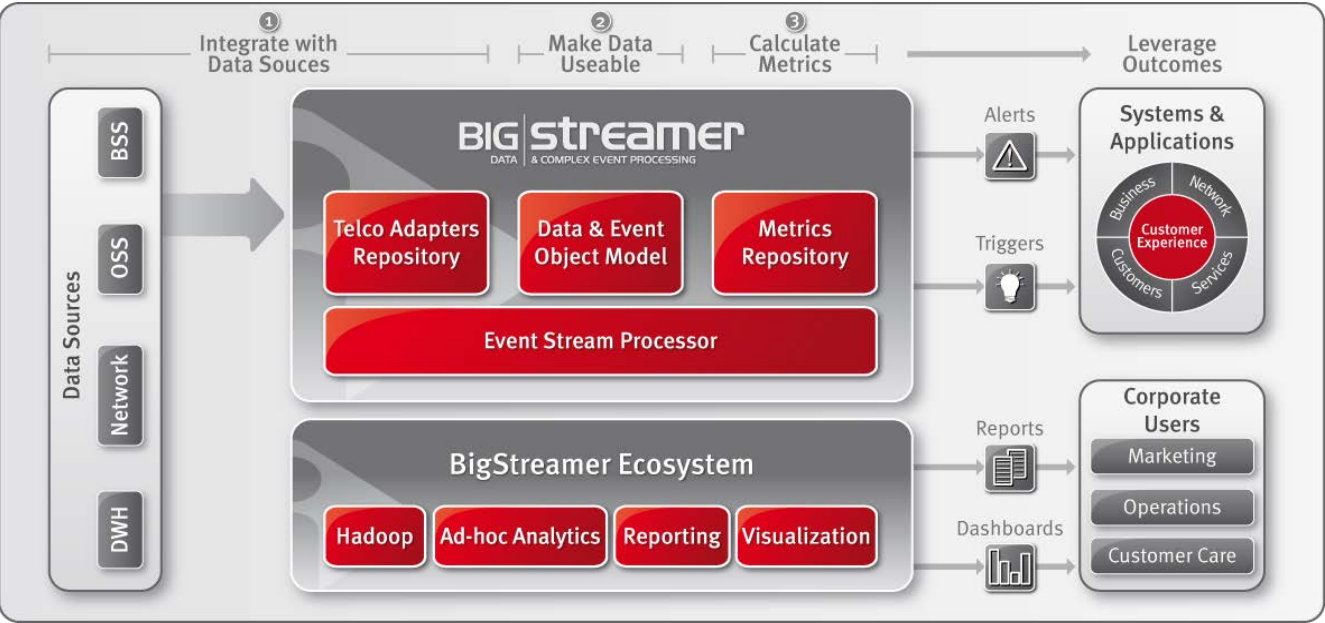 1
Integrate with
Data Souces
2
Make Data
Useable
3
Calculate
Metrics
Leverage
Outcomes
Data Sources
BSS
OSS
Network
DWH
BIG streamer
DATA & COMPLEX EVENT PROCESSING
Telco Adapters
Repository
Data & Event
Object Model
Metrics
Repository
Event Stream Processor
BigStreamer Ecosystem
Hadoop
Ad-hoc Analytics
Reporting
Visualization
Alerts
Triggers
Reports
Dashboards
Systems &
Applications
Business
Network
Customers
Services
Customer
Experience
Corporate
Users
Marketing
Operations
Customer Care